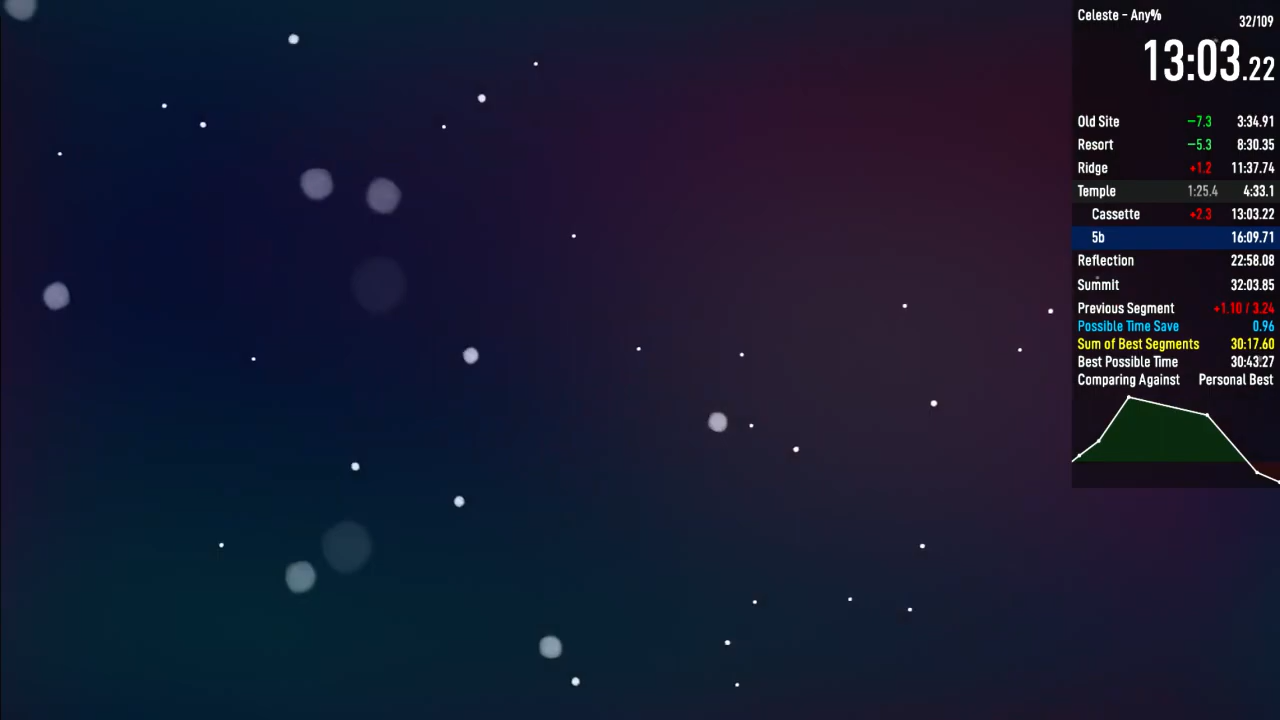 Celeste – Any%
32/109
13:03.22
Old Site –7.3 3:34.91
Resort –5.3 8:30.35
Ridge +1.2 11:37.74
Temple 1:25.4 4:33.1
Cassette +2.3 13:03.22
5b 16:09.71
Reflection 22:58.08
Summit 32:03.85
Previous Segment +1.10 / 3.24
Possible Time Save 0.96
Sum of Best Segments 30:17.60
Best Possible Time 30:43.27
Comparing Against Personal Best